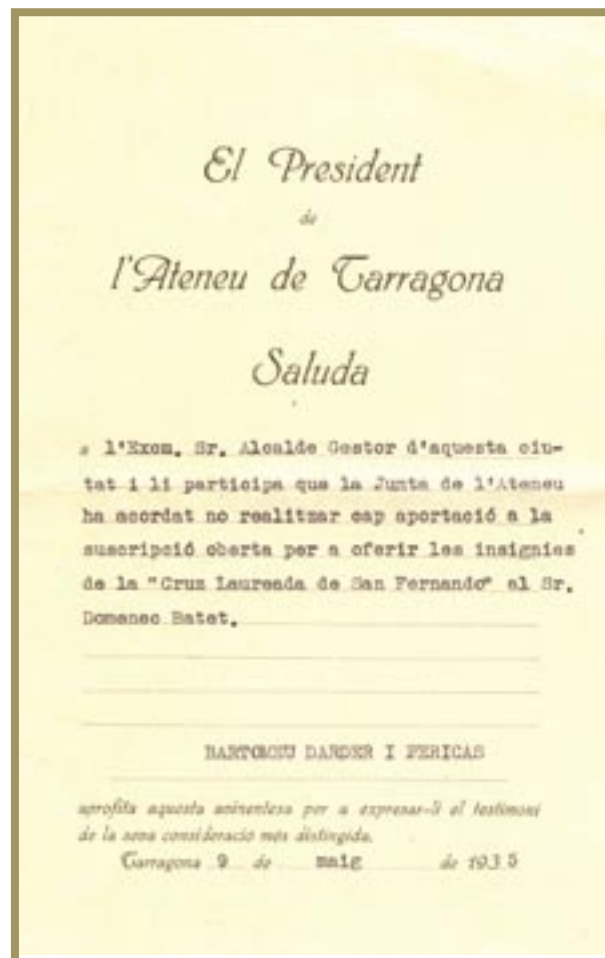 El President
de
l'Ateneu de Tarragona
Saluda
a l'Excm. Sr. Alcalde Gestor d'aquesta ciu-
tat i li participa que la Junta de l'Ateneu
ha acordat no realitzar cap aportació a la
suscripció oberta per a oferir les insignies
de la "Cruz Laureada de San Fernando" al Sr.
Domenec Batet.
BARTOMEU DARDER I PERICAS
aprofita aquesta avinentesa per a expresar-li el testimoni
de la seva consideració més distingida.
Tarragona 9 de maig de 1935